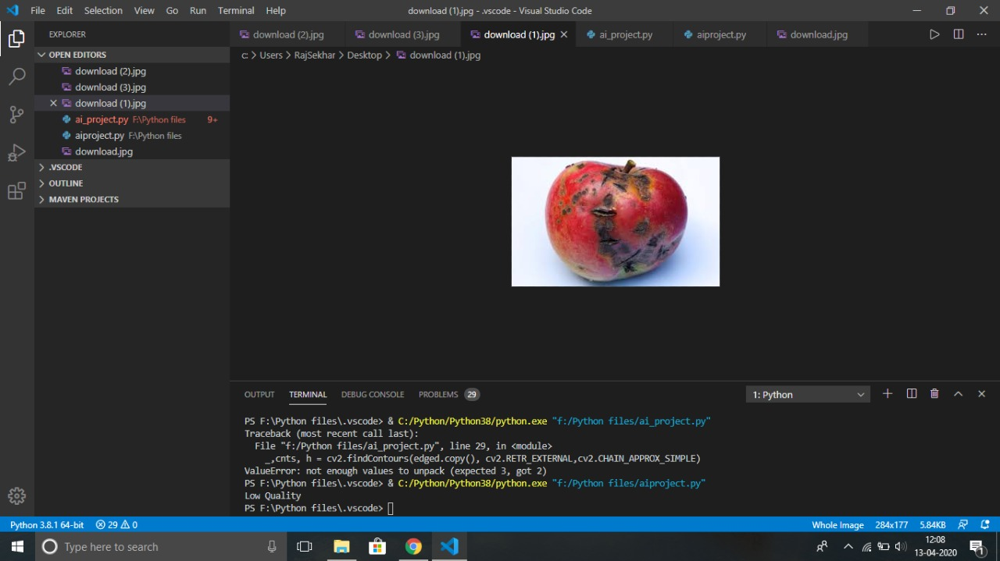 File Edit Selection View Go Run Terminal Help download (1).jpg - .vscode - Visual Studio Code
EXPLORER
OPEN EDITORS
download (2).jpg
download (3).jpg
download (1).jpg
ai_project.py F:\Python files 9+
aiproject.py F:\Python files
download.jpg
.VSCODE
OUTLINE
MAVEN PROJECTS
download (2).jpg download (3).jpg download (1).jpg ai_project.py aiproject.py download.jpg
c: > Users > RajSekhar > Desktop > download (1).jpg
OUTPUT TERMINAL DEBUG CONSOLE PROBLEMS 29 1: Python
PS F:\Python files\.vscode> & C:/Python/Python38/python.exe "f:/Python files/ai_project.py"
Traceback (most recent call last):
File "f:/Python files/ai_project.py", line 29, in <module>
_,cnts, h = cv2.findContours(edged.copy(), cv2.RETR_EXTERNAL,cv2.CHAIN_APPROX_SIMPLE)
ValueError: not enough values to unpack (expected 3, got 2)
PS F:\Python files\.vscode> & C:/Python/Python38/python.exe "f:/Python files/aiproject.py"
Low Quality
PS F:\Python files\.vscode>
Python 3.8.1 64-bit 29 0 Whole Image 284x177 5.84KB
Type here to search
12:08
13-04-2020
1